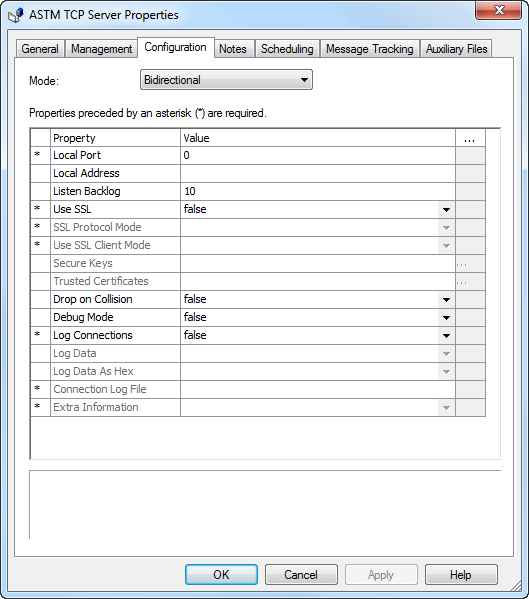 ASTM TCP Server Properties
General Management Configuration Notes Scheduling Message Tracking Auxiliary Files
Mode: Bidirectional
Properties preceded by an asterisk (*) are required.
Property Value ...
* Local Port 0
Local Address
Listen Backlog 10
* Use SSL false
* SSL Protocol Mode
* Use SSL Client Mode
Secure Keys ...
Trusted Certificates ...
Drop on Collision false
Debug Mode false
* Log Connections false
Log Data
Log Data As Hex
* Connection Log File
* Extra Information
OK Cancel Apply Help